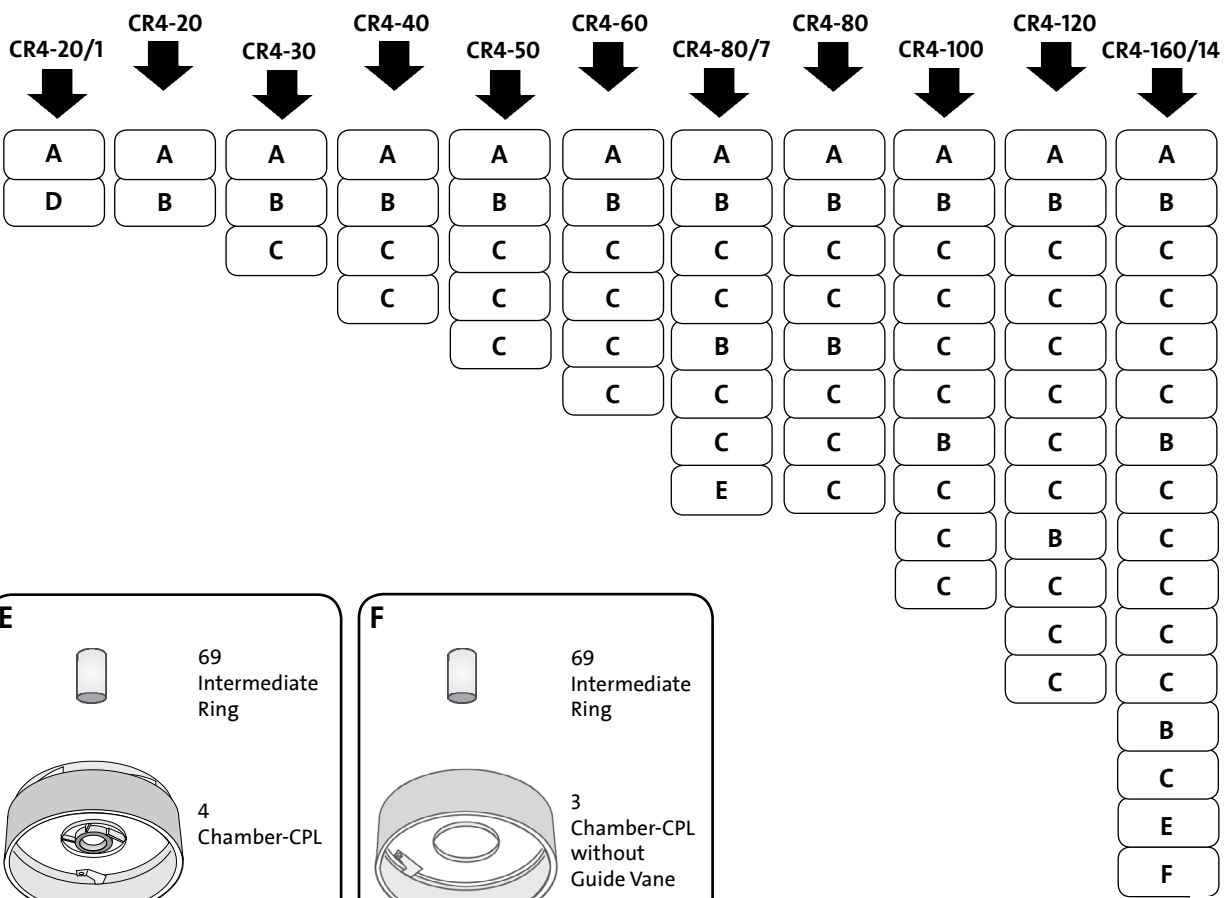 CR4-20 CR4-40 CR4-60 CR4-80 CR4-120
CR4-20/1 CR4-30 CR4-50 CR4-80/7 CR4-100 CR4-160/14
A A A A A A A A A A A
D B B B B B B B B B B
C C C C C C C C C
C C C C C C C C
C C B B C C C
C C C C C C
C C B C B
E C C C C
C B C
C C C
C C
C C
B
C
E
F
E
69
Intermediate
Ring
4
Chamber-CPL
F
69
Intermediate
Ring
3
Chamber-CPL
without
Guide Vane